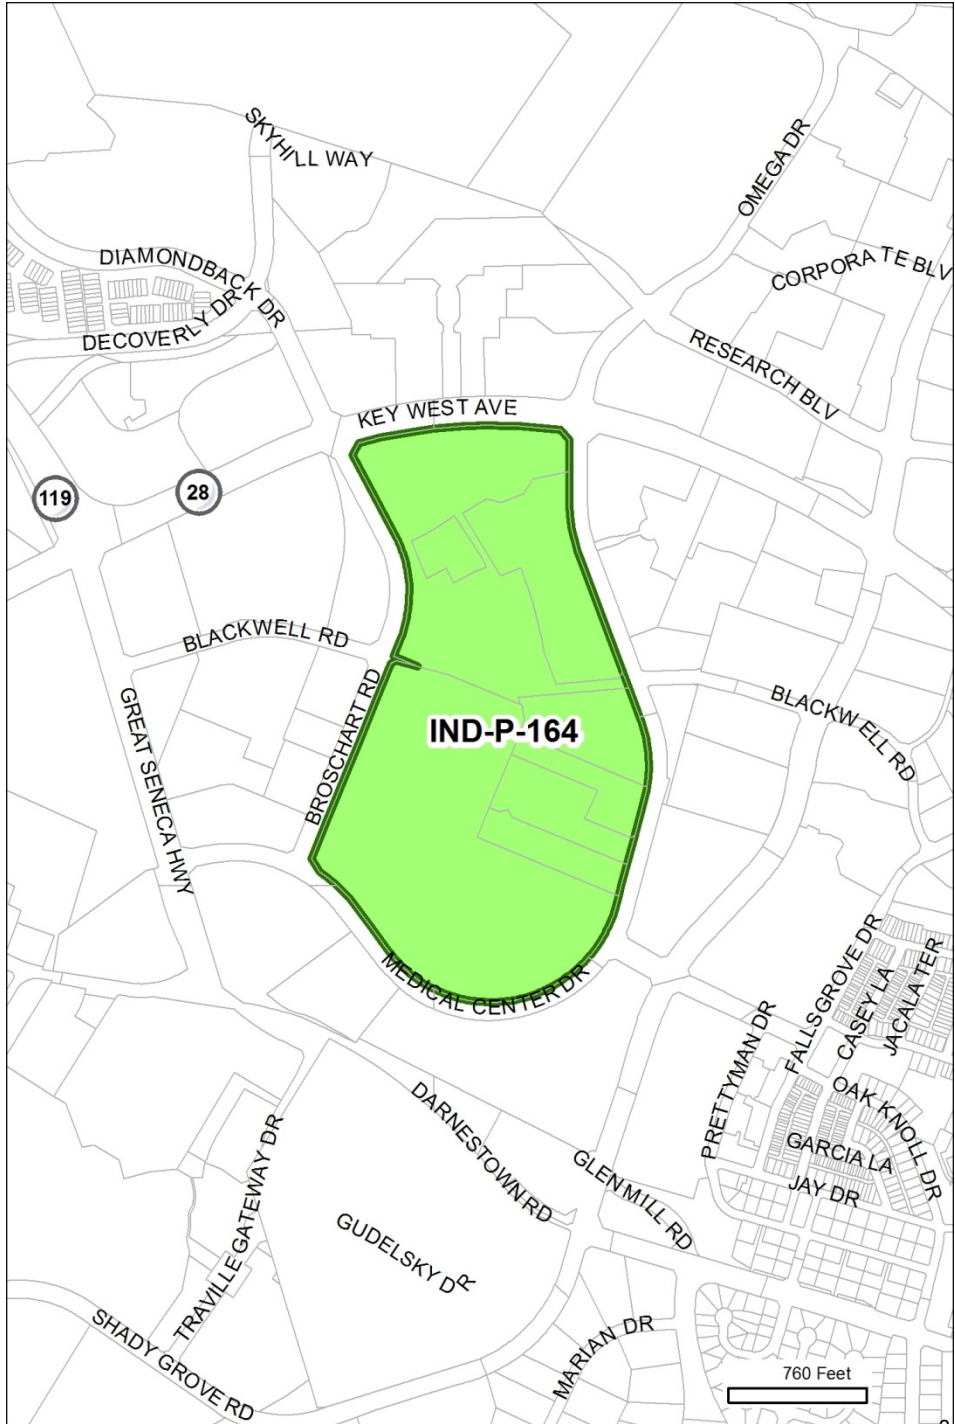 SKYHILL WAY
OMEGA DR
CORPORA TE BLV
DIAMONDBACK DR
DECOVERLY DR
RESEARCH BLV
KEY WEST AVE
119
28
BLACKWELL RD
BROSCHART RD
GREAT SENECA HWY
BLACKWELL RD
IND-P-164
MEDICAL CENTER DR
FALLSGROVE DR
CASEY LA
JACALA TER
PRETTYMAN DR
OAK KNOLL DR
GARCIA LA
JAY DR
DARNESTOWN RD
GLEN MILL RD
TRAVILLE GATEWAY DR
GUDELSKY DR
SHADY GROVE RD
MARIAN DR
760 Feet